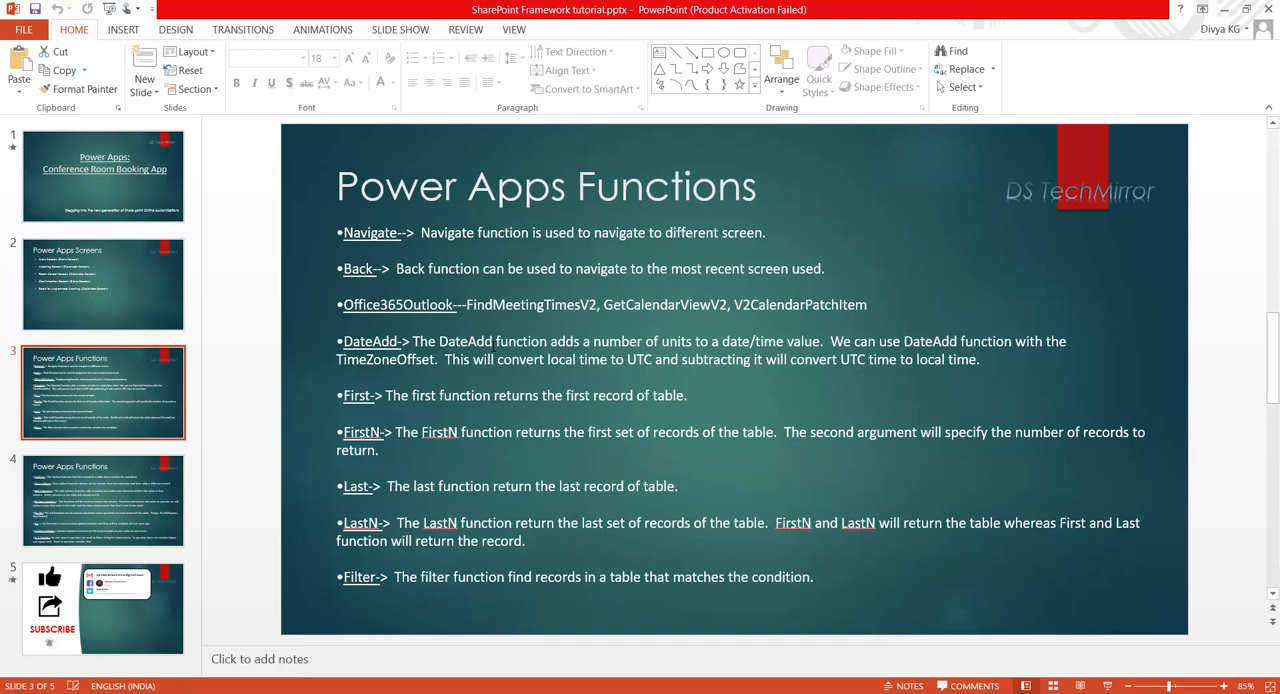 SharePoint Framework tutorial.pptx - PowerPoint (Product Activation Failed)
FILE HOME INSERT DESIGN TRANSITIONS ANIMATIONS SLIDE SHOW REVIEW VIEW Divya KG
Paste
Cut
Copy
Format Painter
Clipboard
New Slide
Layout
Reset
Section
Slides
18
Font
Text Direction
Align Text
Convert to SmartArt
Paragraph
Arrange
Quick Styles
Shape Fill
Shape Outline
Shape Effects
Drawing
Find
Replace
Select
Editing
1
Power Apps:
Conference Room Booking App
2
Power Apps Screens
3
Power Apps Functions
4
Power Apps Functions
5
SUBSCRIBE
Power Apps Functions
DS TechMirror
•Navigate--> Navigate function is used to navigate to different screen.
•Back--> Back function can be used to navigate to the most recent screen used.
•Office365Outlook---FindMeetingTimesV2, GetCalendarViewV2, V2CalendarPatchItem
•DateAdd-> The DateAdd function adds a number of units to a date/time value. We can use DateAdd function with the
TimeZoneOffset. This will convert local time to UTC and subtracting it will convert UTC time to local time.
•First-> The first function returns the first record of table.
•FirstN-> The FirstN function returns the first set of records of the table. The second argument will specify the number of records to
return.
•Last-> The last function return the last record of table.
•LastN-> The LastN function return the last set of records of the table. FirstN and LastN will return the table whereas First and Last
function will return the record.
•Filter-> The filter function find records in a table that matches the condition.
Click to add notes
SLIDE 3 OF 5 ENGLISH (INDIA) NOTES COMMENTS 85%